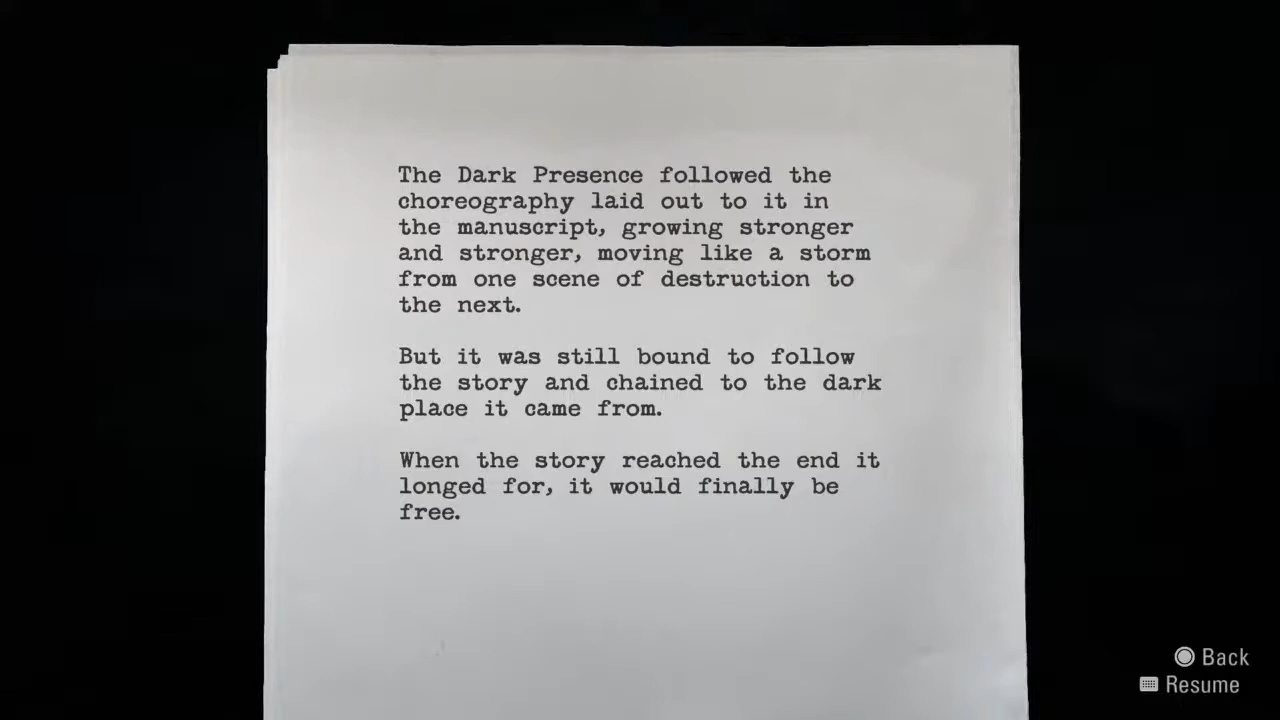 The Dark Presence followed the
choreography laid out to it in
the manuscript, growing stronger
and stronger, moving like a storm
from one scene of destruction to
the next.
But it was still bound to follow
the story and chained to the dark
place it came from.
When the story reached the end it
longed for, it would finally be
free.
Back
Resume